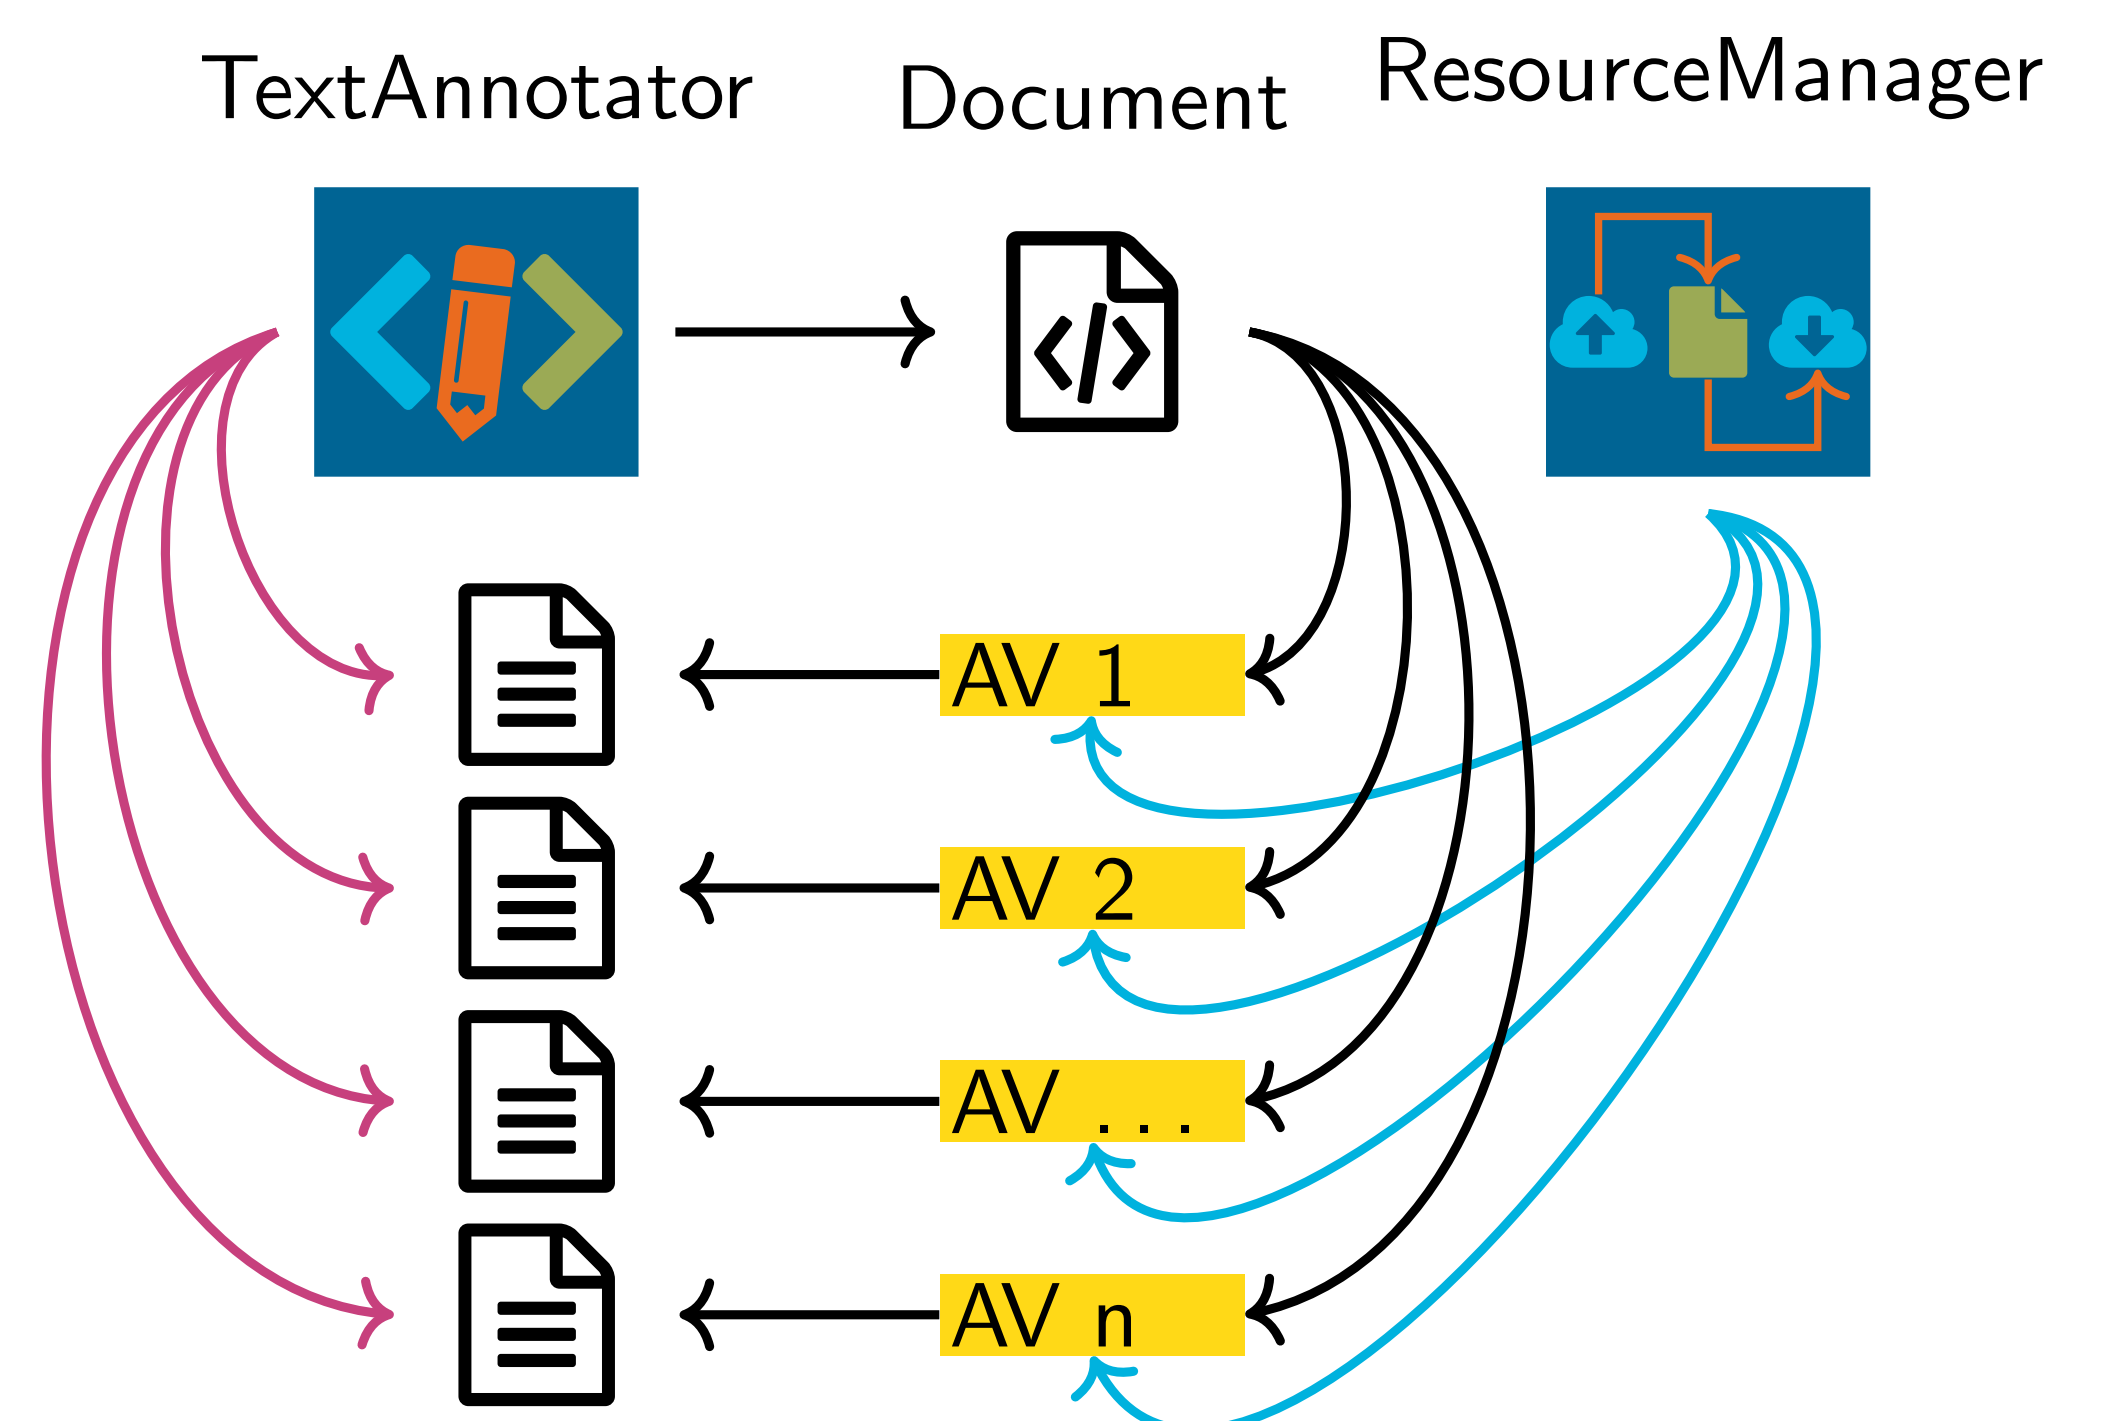 TextAnnotator
Document
ResourceManager
AV 1
AV 2
AV ...
AV n